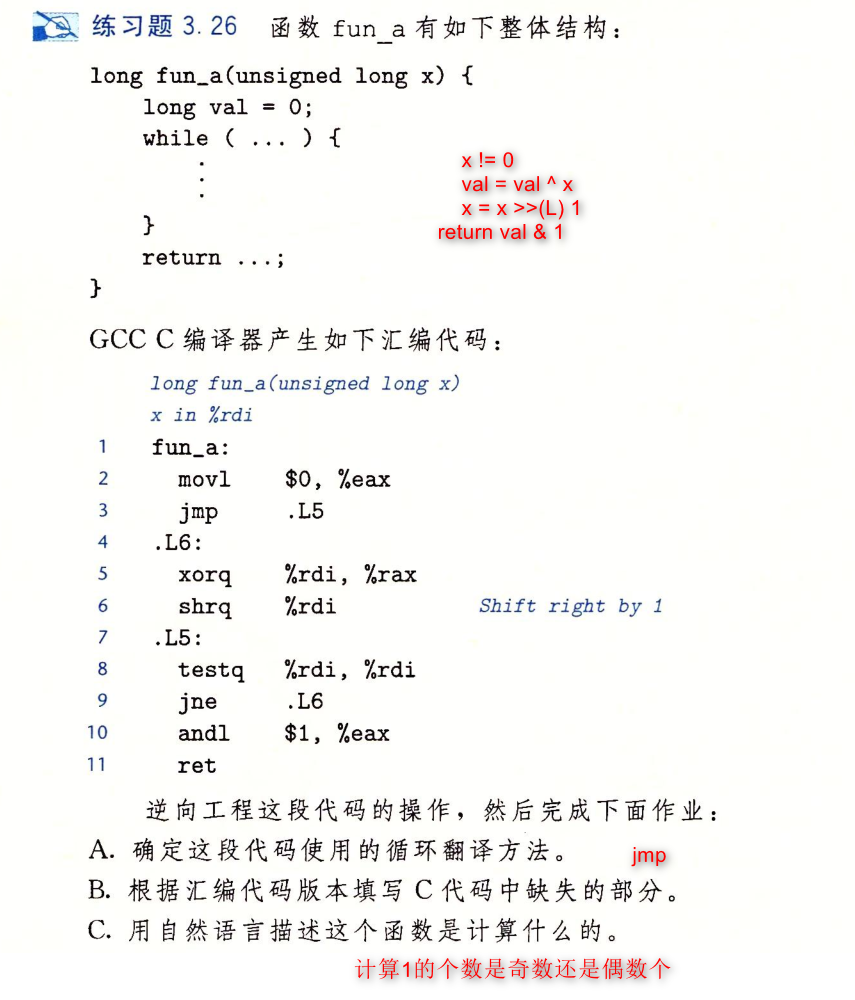 练习题 3.26 函数 fun_a 有如下整体结构：
long fun_a(unsigned long x) {
long val = 0;
while ( ... ) {
.
.
.
x != 0
val = val ^ x
x = x >>(L) 1
}
return val & 1
return ...;
}
GCC C 编译器产生如下汇编代码：
long fun_a(unsigned long x)
x in %rdi
1 fun_a:
2 movl $0, %eax
3 jmp .L5
4 .L6:
5 xorq %rdi, %rax
6 shrq %rdi Shift right by 1
7 .L5:
8 testq %rdi, %rdi
9 jne .L6
10 andl $1, %eax
11 ret
逆向工程这段代码的操作，然后完成下面作业：
A. 确定这段代码使用的循环翻译方法。 jmp
B. 根据汇编代码版本填写 C 代码中缺失的部分。
C. 用自然语言描述这个函数是计算什么的。
计算1的个数是奇数还是偶数个